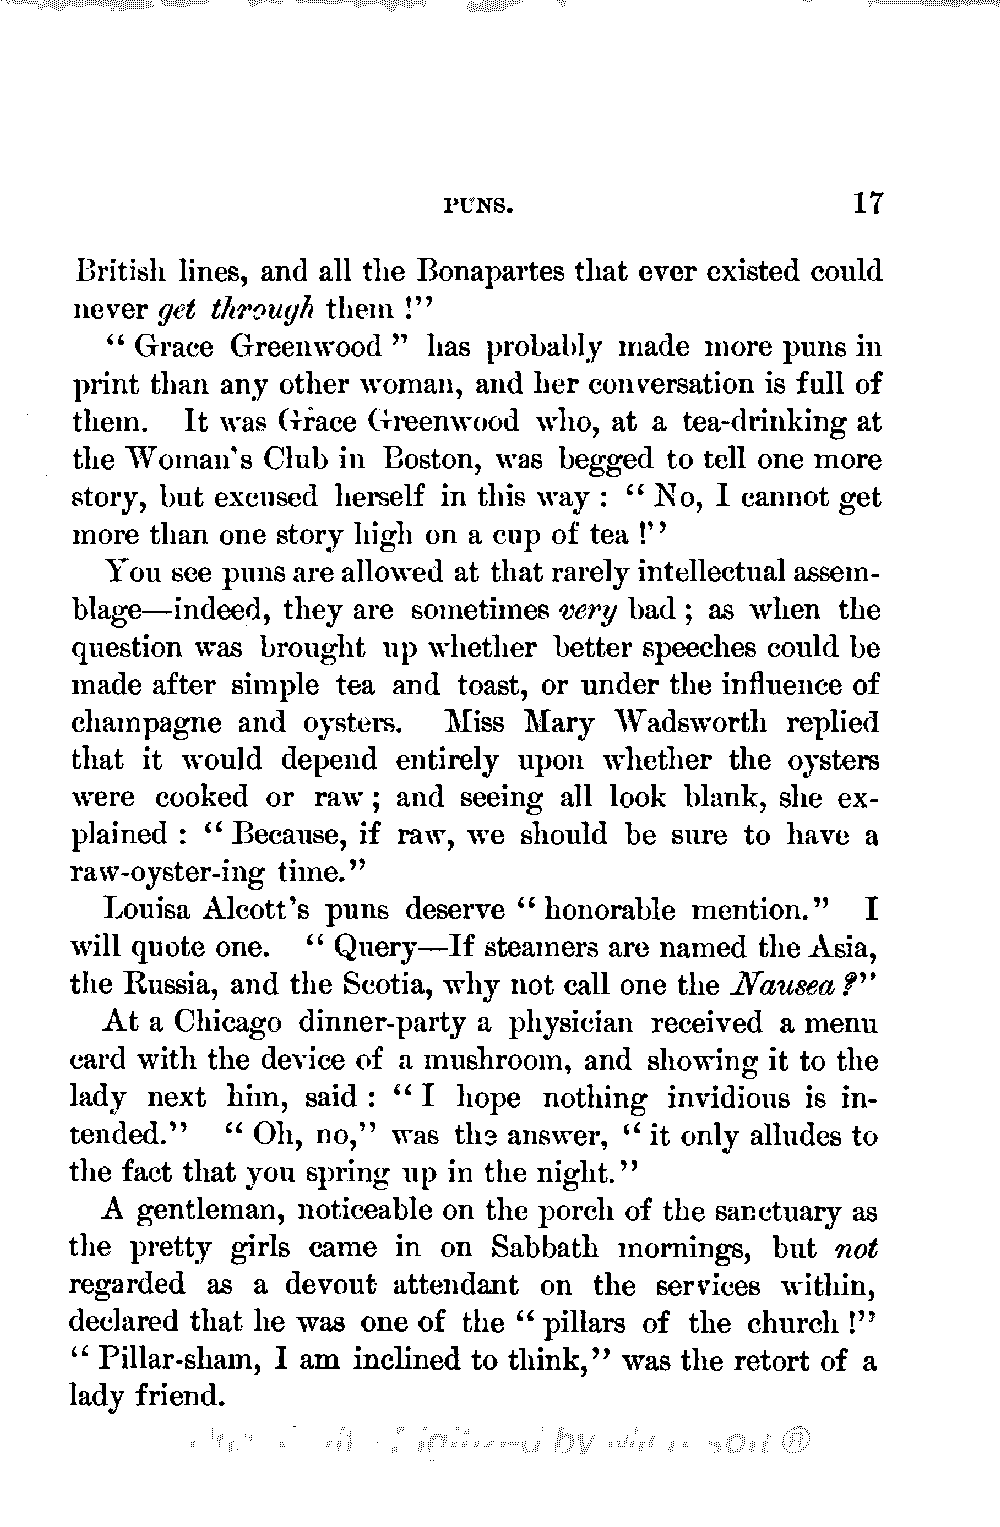 PUNS. 17
British lines, and all the Bonapartes that ever existed could
never get through them !"
" Grace Greenwood " has probably made more puns in
print than any other woman, and her conversation is full of
them. It was Grace Greenwood who, at a tea-drinking at
the Woman's Club in Boston, was begged to tell one more
story, but excused herself in this way : " No, I cannot get
more than one story high on a cup of tea !"
You see puns are allowed at that rarely intellectual assem-
blage—indeed, they are sometimes very bad ; as when the
question was brought up whether better speeches could be
made after simple tea and toast, or under the influence of
champagne and oysters. Miss Mary Wadsworth replied
that it would depend entirely upon whether the oysters
were cooked or raw ; and seeing all look blank, she ex-
plained : " Because, if raw, we should be sure to have a
raw-oyster-ing time."
Louisa Alcott's puns deserve " honorable mention." I
will quote one. " Query—If steamers are named the Asia,
the Russia, and the Scotia, why not call one the Nausea ?"
At a Chicago dinner-party a physician received a menu
card with the device of a mushroom, and showing it to the
lady next him, said : " I hope nothing invidious is in-
tended." " Oh, no," was the answer, " it only alludes to
the fact that you spring up in the night."
A gentleman, noticeable on the porch of the sanctuary as
the pretty girls came in on Sabbath mornings, but not
regarded as a devout attendant on the services within,
declared that he was one of the " pillars of the church !"
" Pillar-sham, I am inclined to think," was the retort of a
lady friend.
by ®